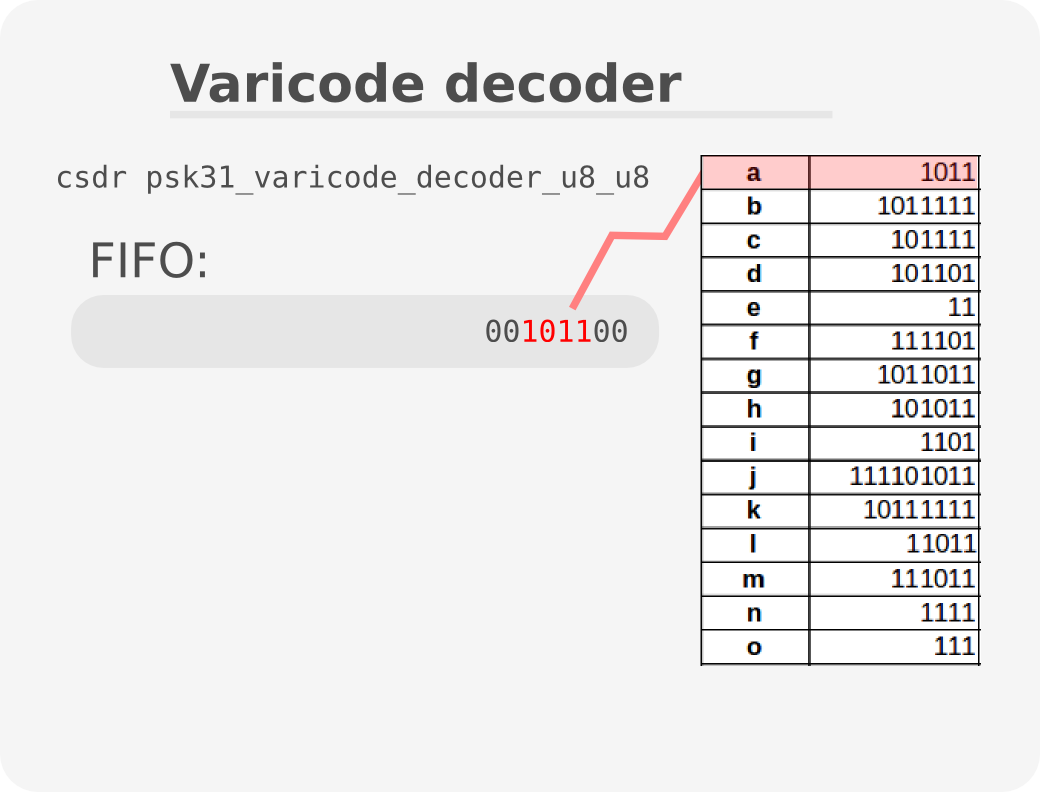 Varicode decoder
csdr psk31_varicode_decoder_u8_u8
FIFO:
00101100
a 1011
b 1011111
c 101111
d 101101
e 11
f 111101
g 1011011
h 101011
i 1101
j 111101011
k 10111111
l 11011
m 111011
n 1111
o 111